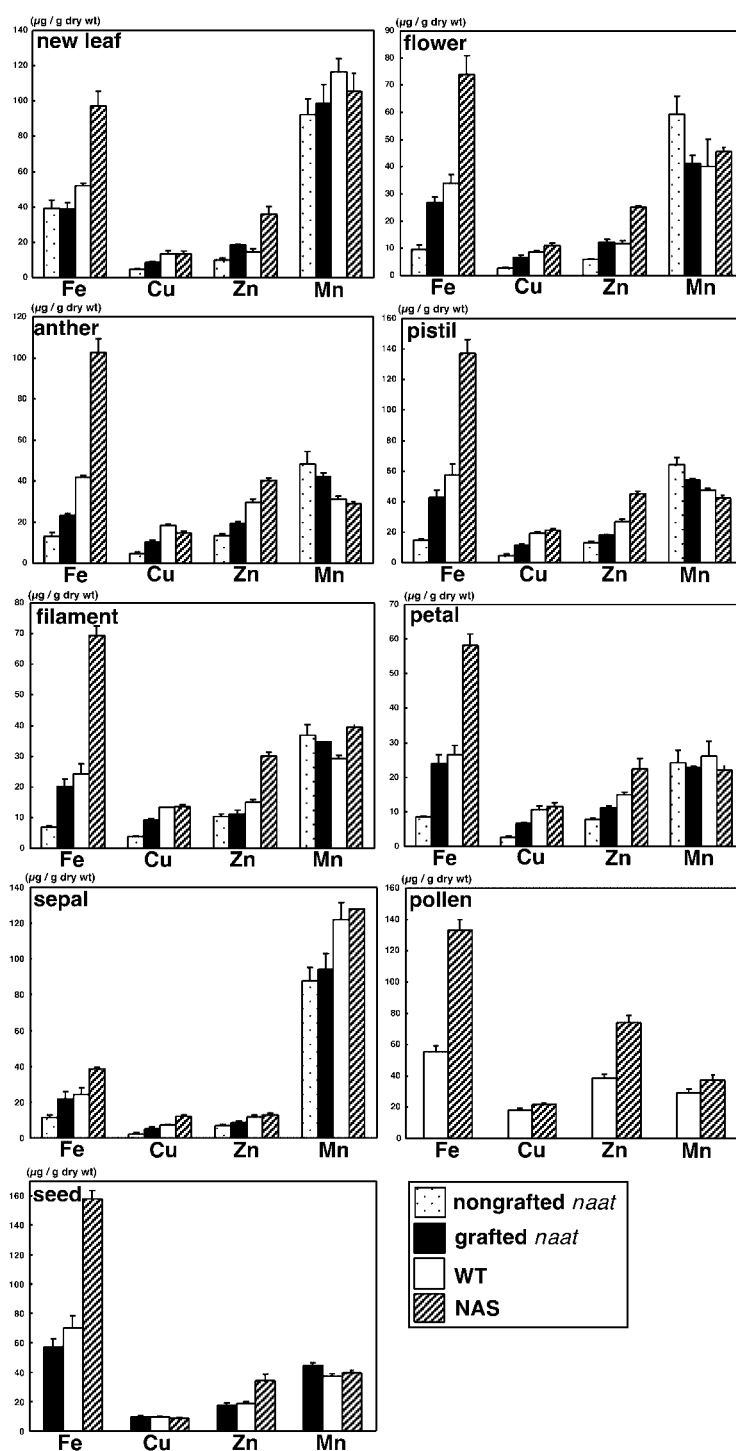 (µg / g dry wt)
new leaf
140
120
100
80
60
40
20
0
Fe Cu Zn Mn
(µg / g dry wt)
flower
90
80
70
60
50
40
30
20
10
0
Fe Cu Zn Mn
(µg / g dry wt)
anther
120
100
80
60
40
20
0
Fe Cu Zn Mn
(µg / g dry wt)
pistil
160
140
120
100
80
60
40
20
0
Fe Cu Zn Mn
(µg / g dry wt)
filament
80
70
60
50
40
30
20
10
0
Fe Cu Zn Mn
(µg / g dry wt)
petal
70
60
50
40
30
20
10
0
Fe Cu Zn Mn
(µg / g dry wt)
sepal
140
120
100
80
60
40
20
0
Fe Cu Zn Mn
(µg / g dry wt)
pollen
160
140
120
100
80
60
40
20
0
Fe Cu Zn Mn
(µg / g dry wt)
seed
160
140
120
100
80
60
40
20
0
Fe Cu Zn Mn
nongrafted naat
grafted naat
WT
NAS